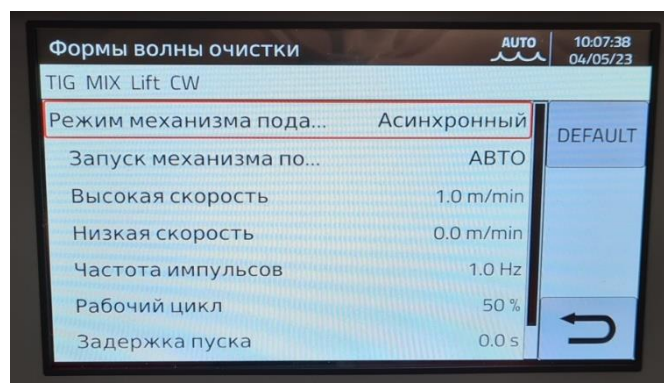 Формы волны очистки AUTO 10:07:38
04/05/23
TIG MIX Lift CW
Режим механизма пода... Асинхронный
DEFAULT
Запуск механизма по... АВТО
Высокая скорость 1.0 m/min
Низкая скорость 0.0 m/min
Частота импульсов 1.0 Hz
Рабочий цикл 50 %
Задержка пуска 0.0 s